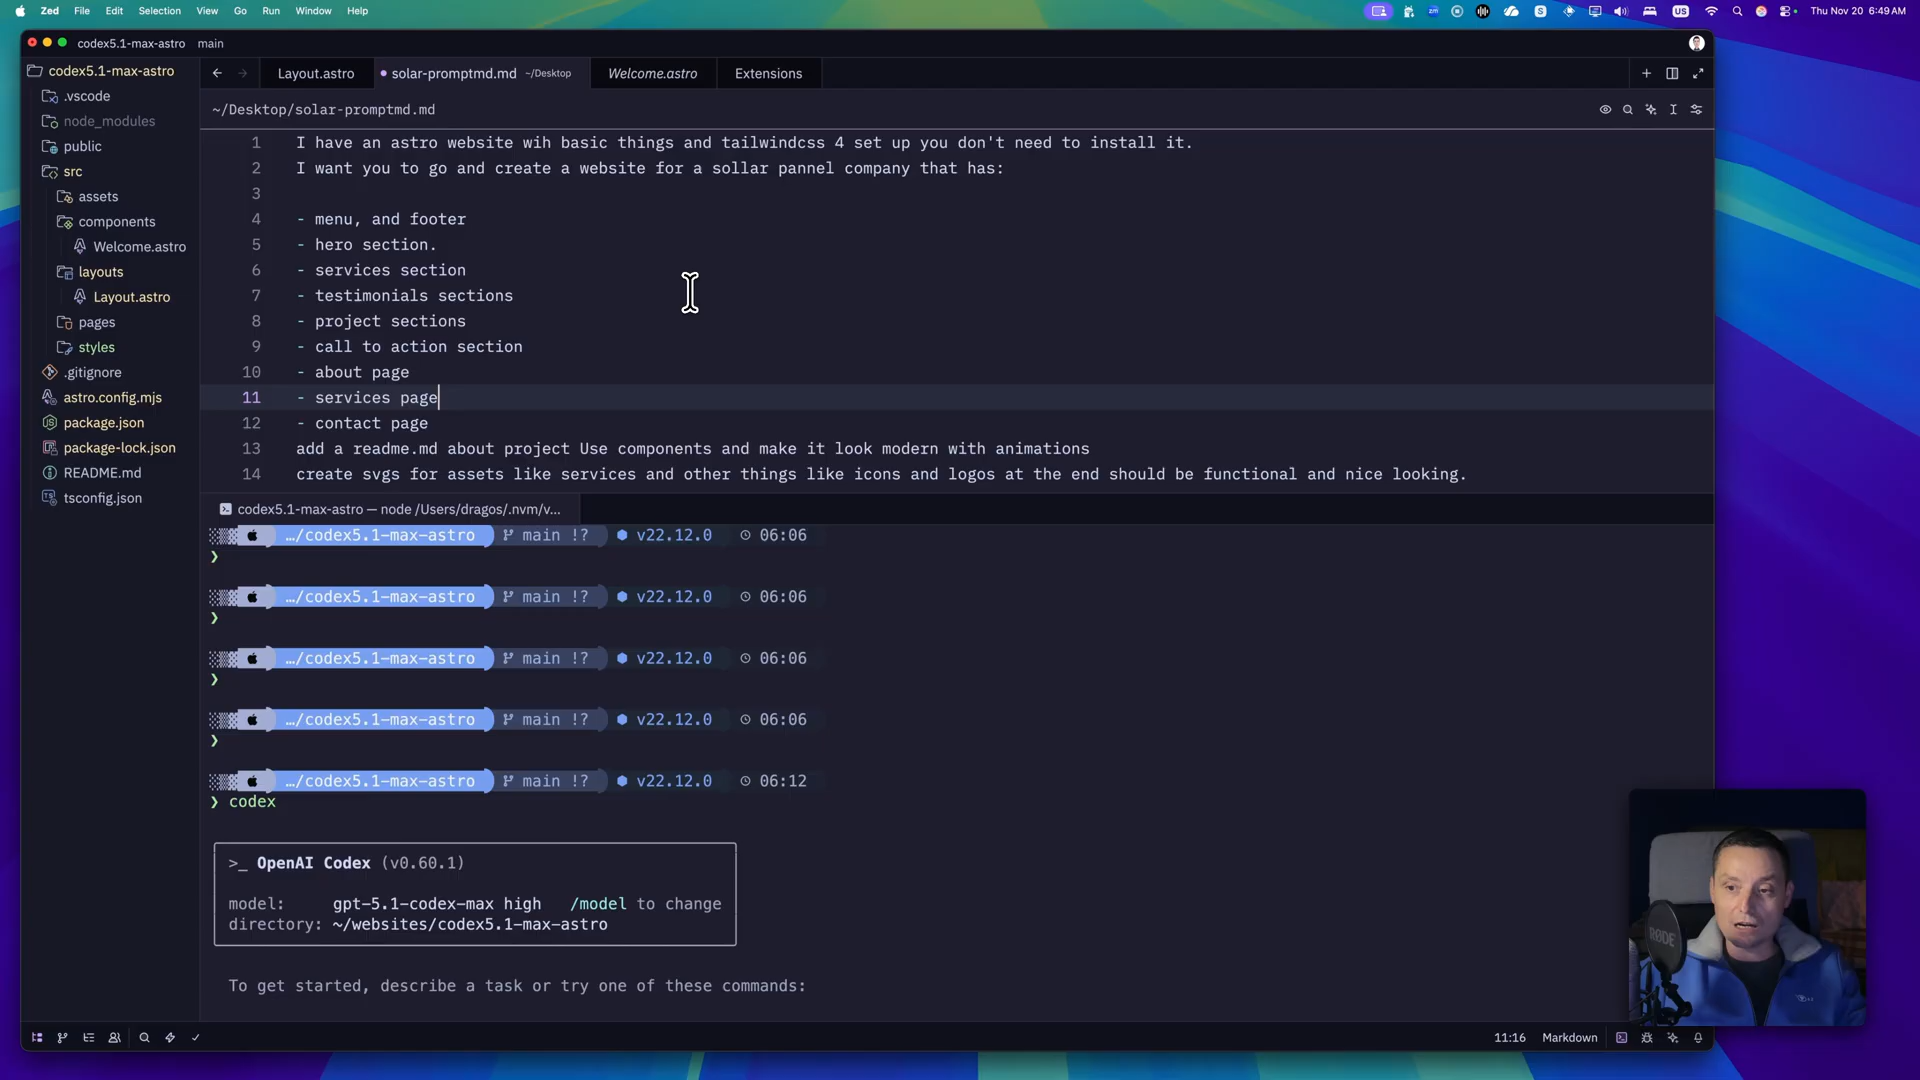 Zed File Edit Selection View Go Run Window Help
US Thu Nov 20 6:49 AM
codex5.1-max-astro main
codex5.1-max-astro
.vscode
node_modules
public
src
assets
components
Welcome.astro
layouts
Layout.astro
pages
styles
.gitignore
astro.config.mjs
package.json
package-lock.json
README.md
tsconfig.json
Layout.astro solar-promptmd.md ~/Desktop Welcome.astro Extensions
~/Desktop/solar-promptmd.md
1 I have an astro website wih basic things and tailwindcss 4 set up you don't need to install it.
2 I want you to go and create a website for a sollar pannel company that has:
3
4 - menu, and footer
5 - hero section.
6 - services section
7 - testimonials sections
8 - project sections
9 - call to action section
10 - about page
11 - services page
12 - contact page
13 add a readme.md about project Use components and make it look modern with animations
14 create svgs for assets like services and other things like icons and logos at the end should be functional and nice looking.
codex5.1-max-astro — node /Users/dragos/.nvm/v...
…/codex5.1-max-astro main !? v22.12.0 06:06
❯
…/codex5.1-max-astro main !? v22.12.0 06:06
❯
…/codex5.1-max-astro main !? v22.12.0 06:06
❯
…/codex5.1-max-astro main !? v22.12.0 06:06
❯
…/codex5.1-max-astro main !? v22.12.0 06:12
❯ codex
>_ OpenAI Codex (v0.60.1)
model: gpt-5.1-codex-max high /model to change
directory: ~/websites/codex5.1-max-astro
To get started, describe a task or try one of these commands:
RØDE
11:16 Markdown